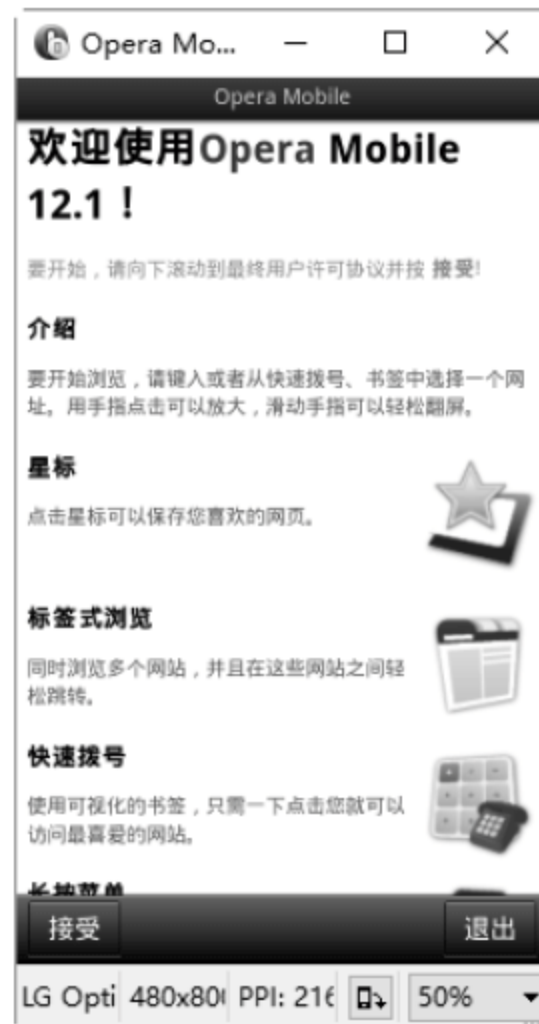 Opera Mo...
Opera Mobile
欢迎使用Opera Mobile
12.1！
要开始，请向下滚动到最终用户许可协议并按 接受!
介绍
要开始浏览，请键入或者从快速拨号、书签中选择一个网
址。用手指点击可以放大，滑动手指可以轻松翻屏。
星标
点击星标可以保存您喜欢的网页。
标签式浏览
同时浏览多个网站，并且在这些网站之间轻
松跳转。
快速拨号
使用可视化的书签，只需一下点击您就可以
访问最喜爱的网站。
长按菜单
接受 退出
LG Opti 480x80 PPI: 216 50%